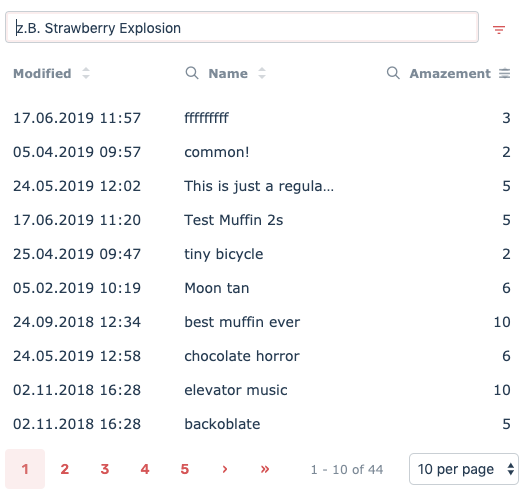 z.B. Strawberry Explosion
Modified Name Amazement
17.06.2019 11:57 fffffffff 3
05.04.2019 09:57 common! 2
24.05.2019 12:02 This is just a regula... 5
17.06.2019 11:20 Test Muffin 2s 5
25.04.2019 09:47 tiny bicycle 2
05.02.2019 10:19 Moon tan 6
24.09.2018 12:34 best muffin ever 10
24.05.2019 12:58 chocolate horror 6
02.11.2018 16:28 elevator music 10
02.11.2018 16:28 backoblate 5
1 2 3 4 5 › » 1 - 10 of 44 10 per page